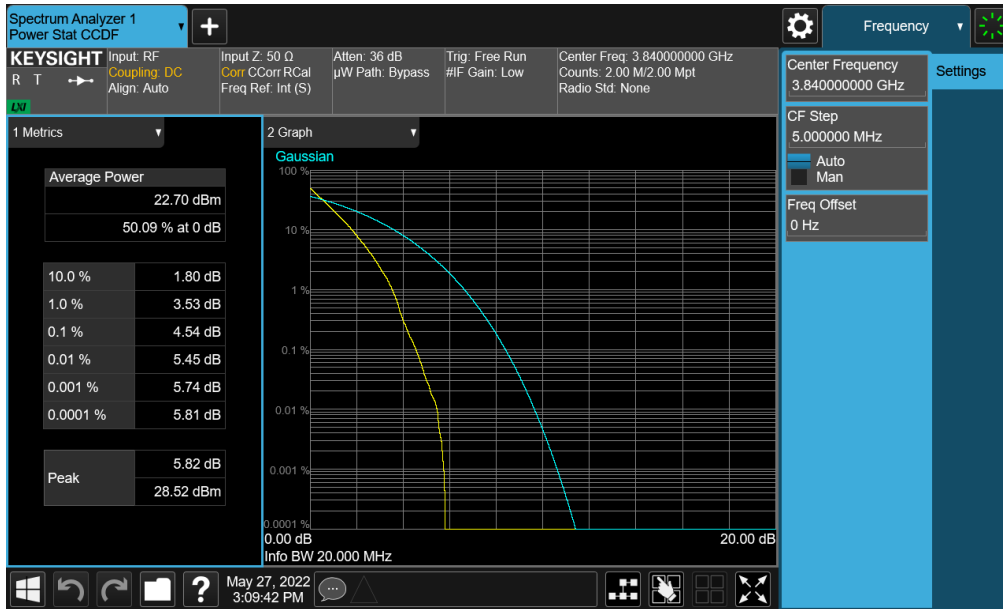 Spectrum Analyzer 1
Power Stat CCDF
Frequency
KEYSIGHT
R T
LXI
Input: RF
Coupling: DC
Align: Auto
Input Z: 50 Ω
Corr CCorr RCal
Freq Ref: Int (S)
Atten: 36 dB
µW Path: Bypass
Trig: Free Run
#IF Gain: Low
Center Freq: 3.840000000 GHz
Counts: 2.00 M/2.00 Mpt
Radio Std: None
Center Frequency
3.840000000 GHz
Settings
CF Step
5.000000 MHz
Auto
Man
Freq Offset
0 Hz
1 Metrics
Average Power
22.70 dBm
50.09 % at 0 dB
10.0 % 1.80 dB
1.0 % 3.53 dB
0.1 % 4.54 dB
0.01 % 5.45 dB
0.001 % 5.74 dB
0.0001 % 5.81 dB
Peak 5.82 dB
28.52 dBm
2 Graph
Gaussian
100 %
10 %
1 %
0.1 %
0.01 %
0.001 %
0.0001 %
0.00 dB 20.00 dB
Info BW 20.000 MHz
?
May 27, 2022
3:09:42 PM